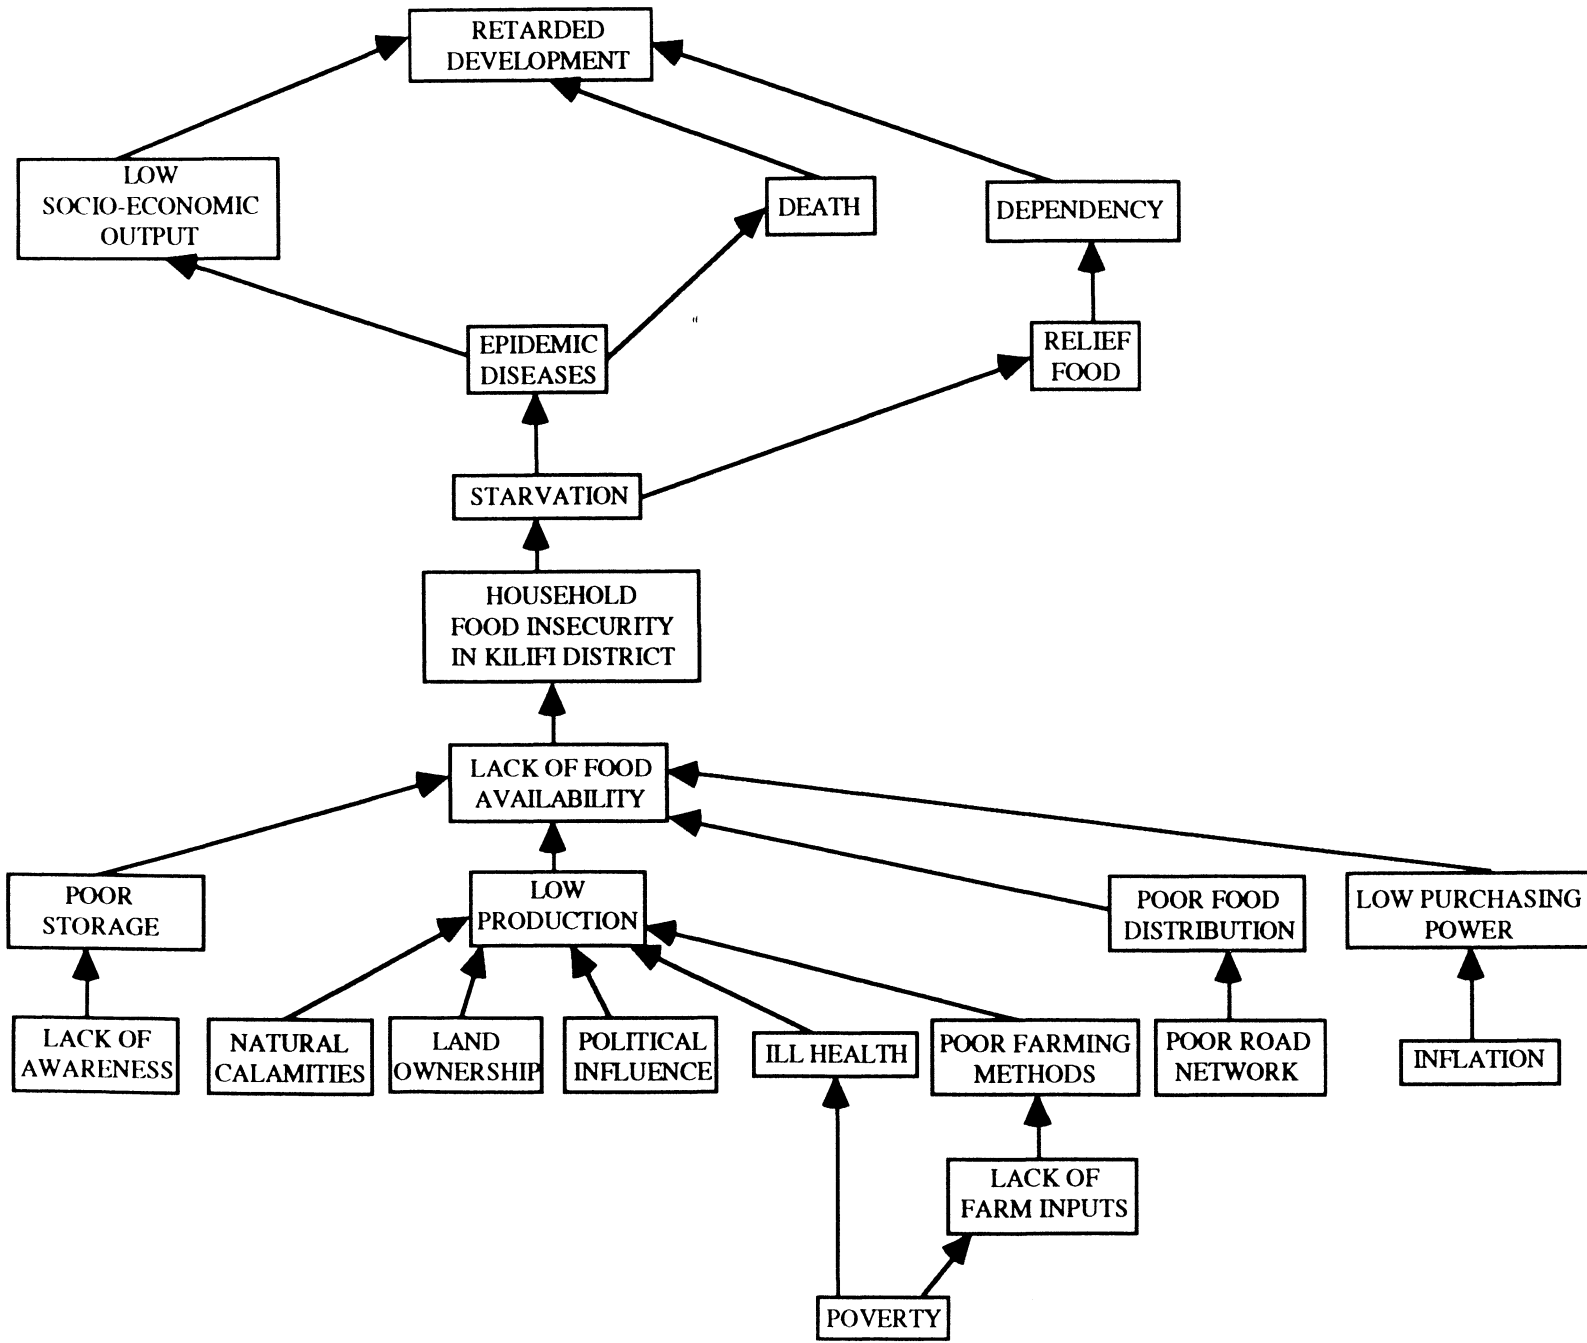 RETARDED
DEVELOPMENT
LOW
SOCIO-ECONOMIC
OUTPUT
DEATH
DEPENDENCY
EPIDEMIC
DISEASES
RELIEF
FOOD
STARVATION
HOUSEHOLD
FOOD INSECURITY
IN KILIFI DISTRICT
LACK OF FOOD
AVAILABILITY
POOR
STORAGE
LOW
PRODUCTION
POOR FOOD
DISTRIBUTION
LOW PURCHASING
POWER
LACK OF
AWARENESS
NATURAL
CALAMITIES
LAND
OWNERSHIP
POLITICAL
INFLUENCE
ILL HEALTH
POOR FARMING
METHODS
POOR ROAD
NETWORK
INFLATION
LACK OF
FARM INPUTS
POVERTY